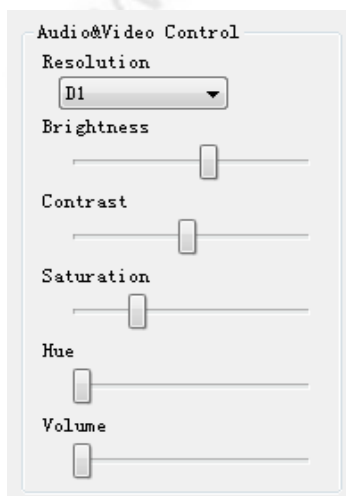 Audio&Video Control
Resolution
D1
Brightness
Contrast
Saturation
Hue
Volume